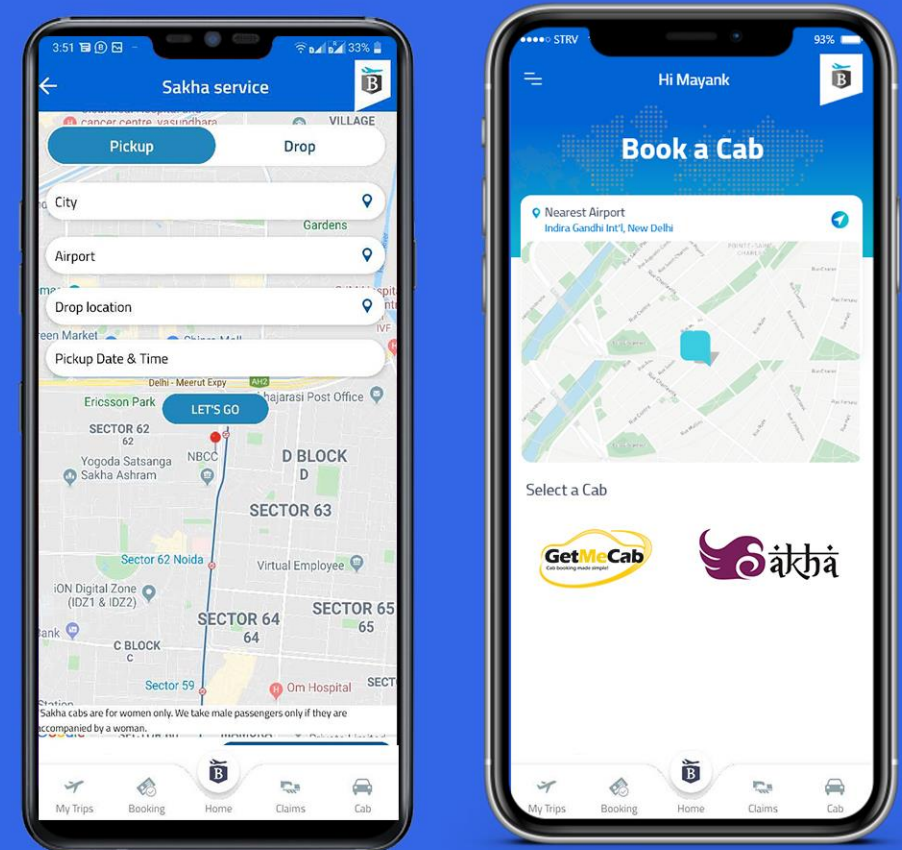 3:51
33%
Sakha service
B
cancer centre, vasundhara
VILLAGE
Pickup
Drop
City
Gardens
Airport
Drop location
IVF
Pickup Date & Time
Delhi - Meerut Expy
AH2
Ericsson Park
LET'S GO
hajarasi Post Office
SECTOR 62
62
NBCC
Yogoda Satsanga
Sakha Ashram
D BLOCK
D
SECTOR 63
Sector 62 Noida
Virtual Employee
iON Digital Zone
(IDZ1 & IDZ2)
SECTOR 65
65
SECTOR 64
64
C BLOCK
C
Sector 59
Om Hospital
SECT
Sakha cabs are for women only. We take male passengers only if they are
accompanied by a woman.
B
My Trips
Booking
Home
Claims
Cab
STRV
93%
Hi Mayank
B
Book a Cab
Nearest Airport
Indira Gandhi Int'l, New Delhi
Select a Cab
GetMeCab
Cab booking made simple!
Sakha
B
My Trips
Booking
Home
Claims
Cab